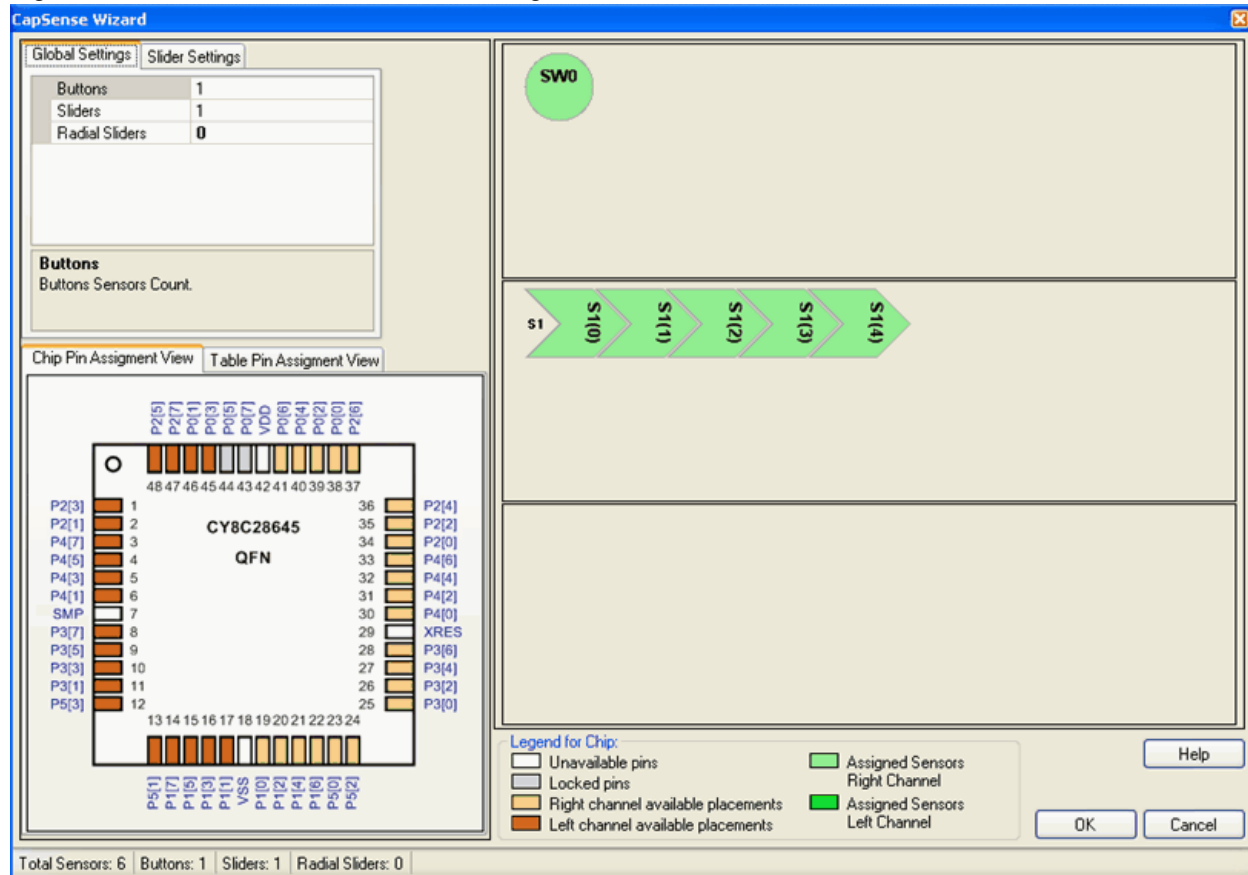 CapSense Wizard
Global Settings Slider Settings
Buttons 1
Sliders 1
Radial Sliders 0
Buttons
Buttons Sensors Count.
SW0
S1 S1(0) S1(1) S1(2) S1(3) S1(4)
Chip Pin Assigment View Table Pin Assigment View
P2[5] P2[7] P0[1] P0[3] P0[5] P0[7] VDD P0[6] P0[4] P0[2] P0[0] P2[6]
48 47 46 45 44 43 42 41 40 39 38 37
P2[3] 1 36 P2[4]
P2[1] 2 35 P2[2]
P4[7] 3 34 P2[0]
P4[5] 4 33 P4[6]
P4[3] 5 32 P4[4]
P4[1] 6 31 P4[2]
SMP 7 30 P4[0]
P3[7] 8 29 XRES
P3[5] 9 28 P3[6]
P3[3] 10 27 P3[4]
P3[1] 11 26 P3[2]
P5[3] 12 25 P3[0]
CY8C28645
QFN
13 14 15 16 17 18 19 20 21 22 23 24
P5[1] P1[7] P1[5] P1[3] P1[1] VSS P1[0] P1[2] P1[4] P1[6] P5[0] P5[2]
Legend for Chip:
Unavailable pins
Locked pins
Right channel available placements
Left channel available placements
Assigned Sensors
Right Channel
Assigned Sensors
Left Channel
Help
OK Cancel
Total Sensors: 6 Buttons: 1 Sliders: 1 Radial Sliders: 0